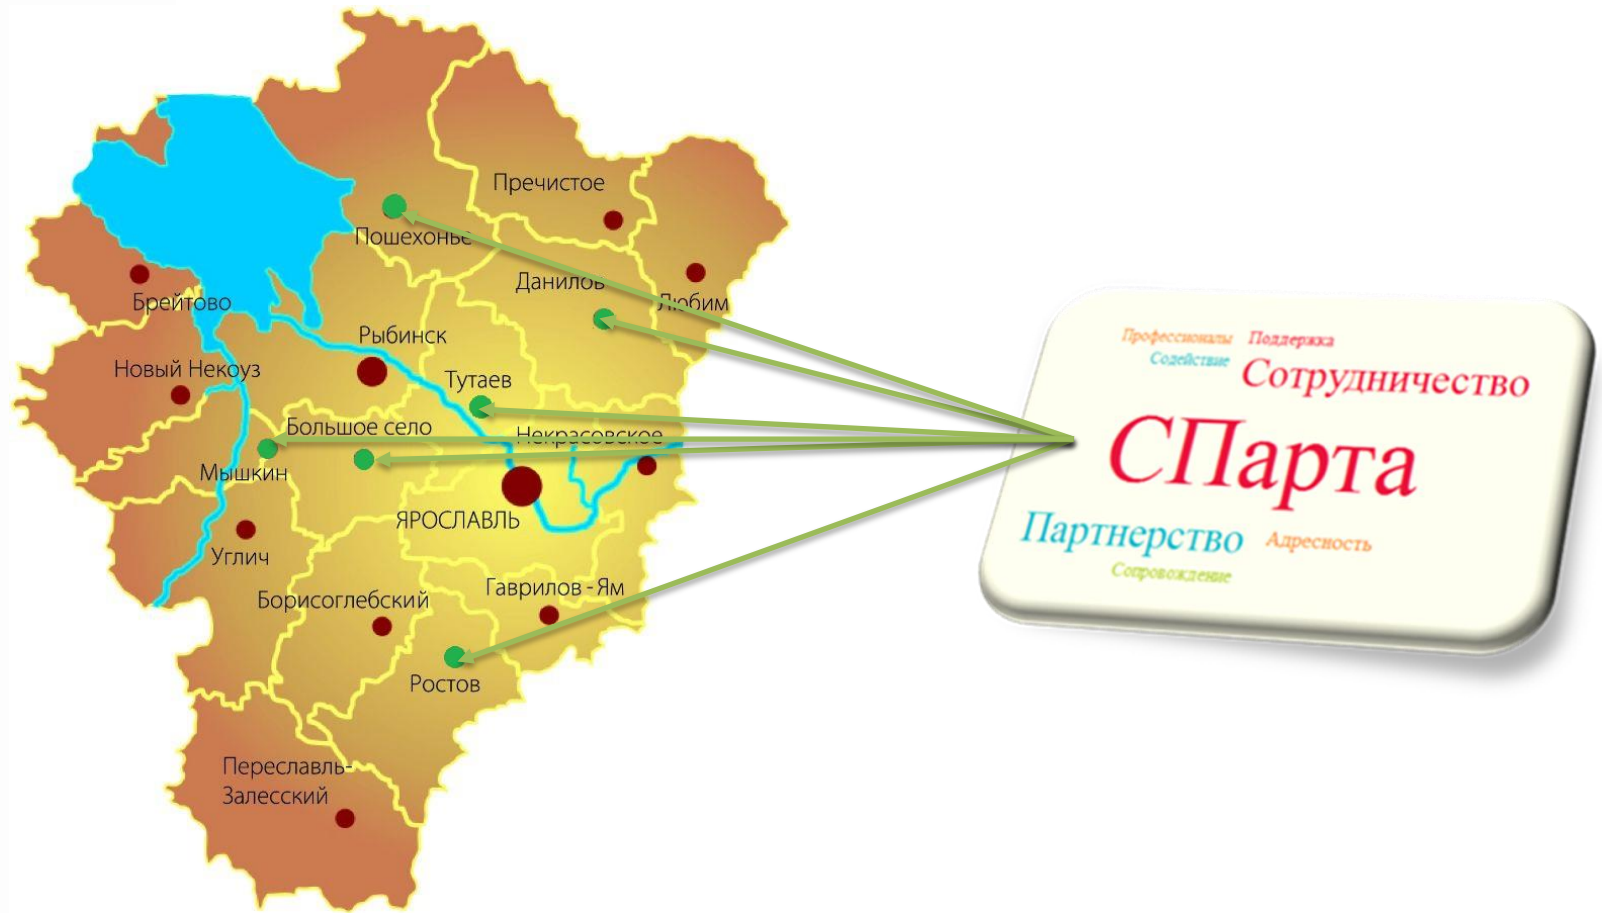 Пречистое
Пошехонье
Данилов
Любим
Брейтово
Рыбинск
Новый Некоуз
Тутаев
Большое село
Некрасовское
Мышкин
ЯРОСЛАВЛЬ
Углич
Гаврилов - Ям
Борисоглебский
Ростов
Переславль-
Залесский
Профессионалы Поддержка
Содействие
Сотрудничество
СПарта
Партнерство Адресность
Сопровождение